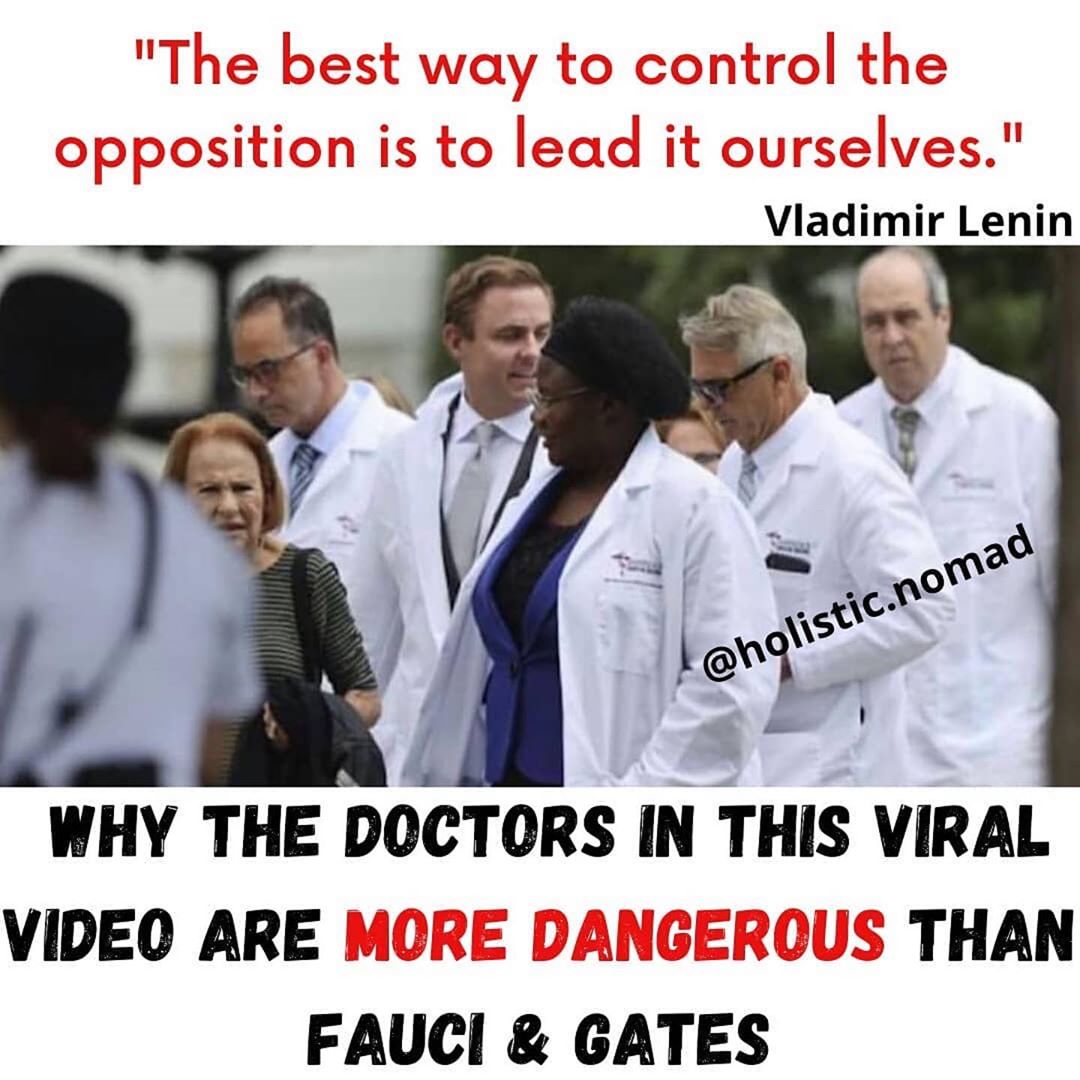 "The best way to control the
opposition is to lead it ourselves."
Vladimir Lenin
@holistic.nomad
WHY THE DOCTORS IN THIS VIRAL
VIDEO ARE MORE DANGEROUS THAN
FAUCI & GATES